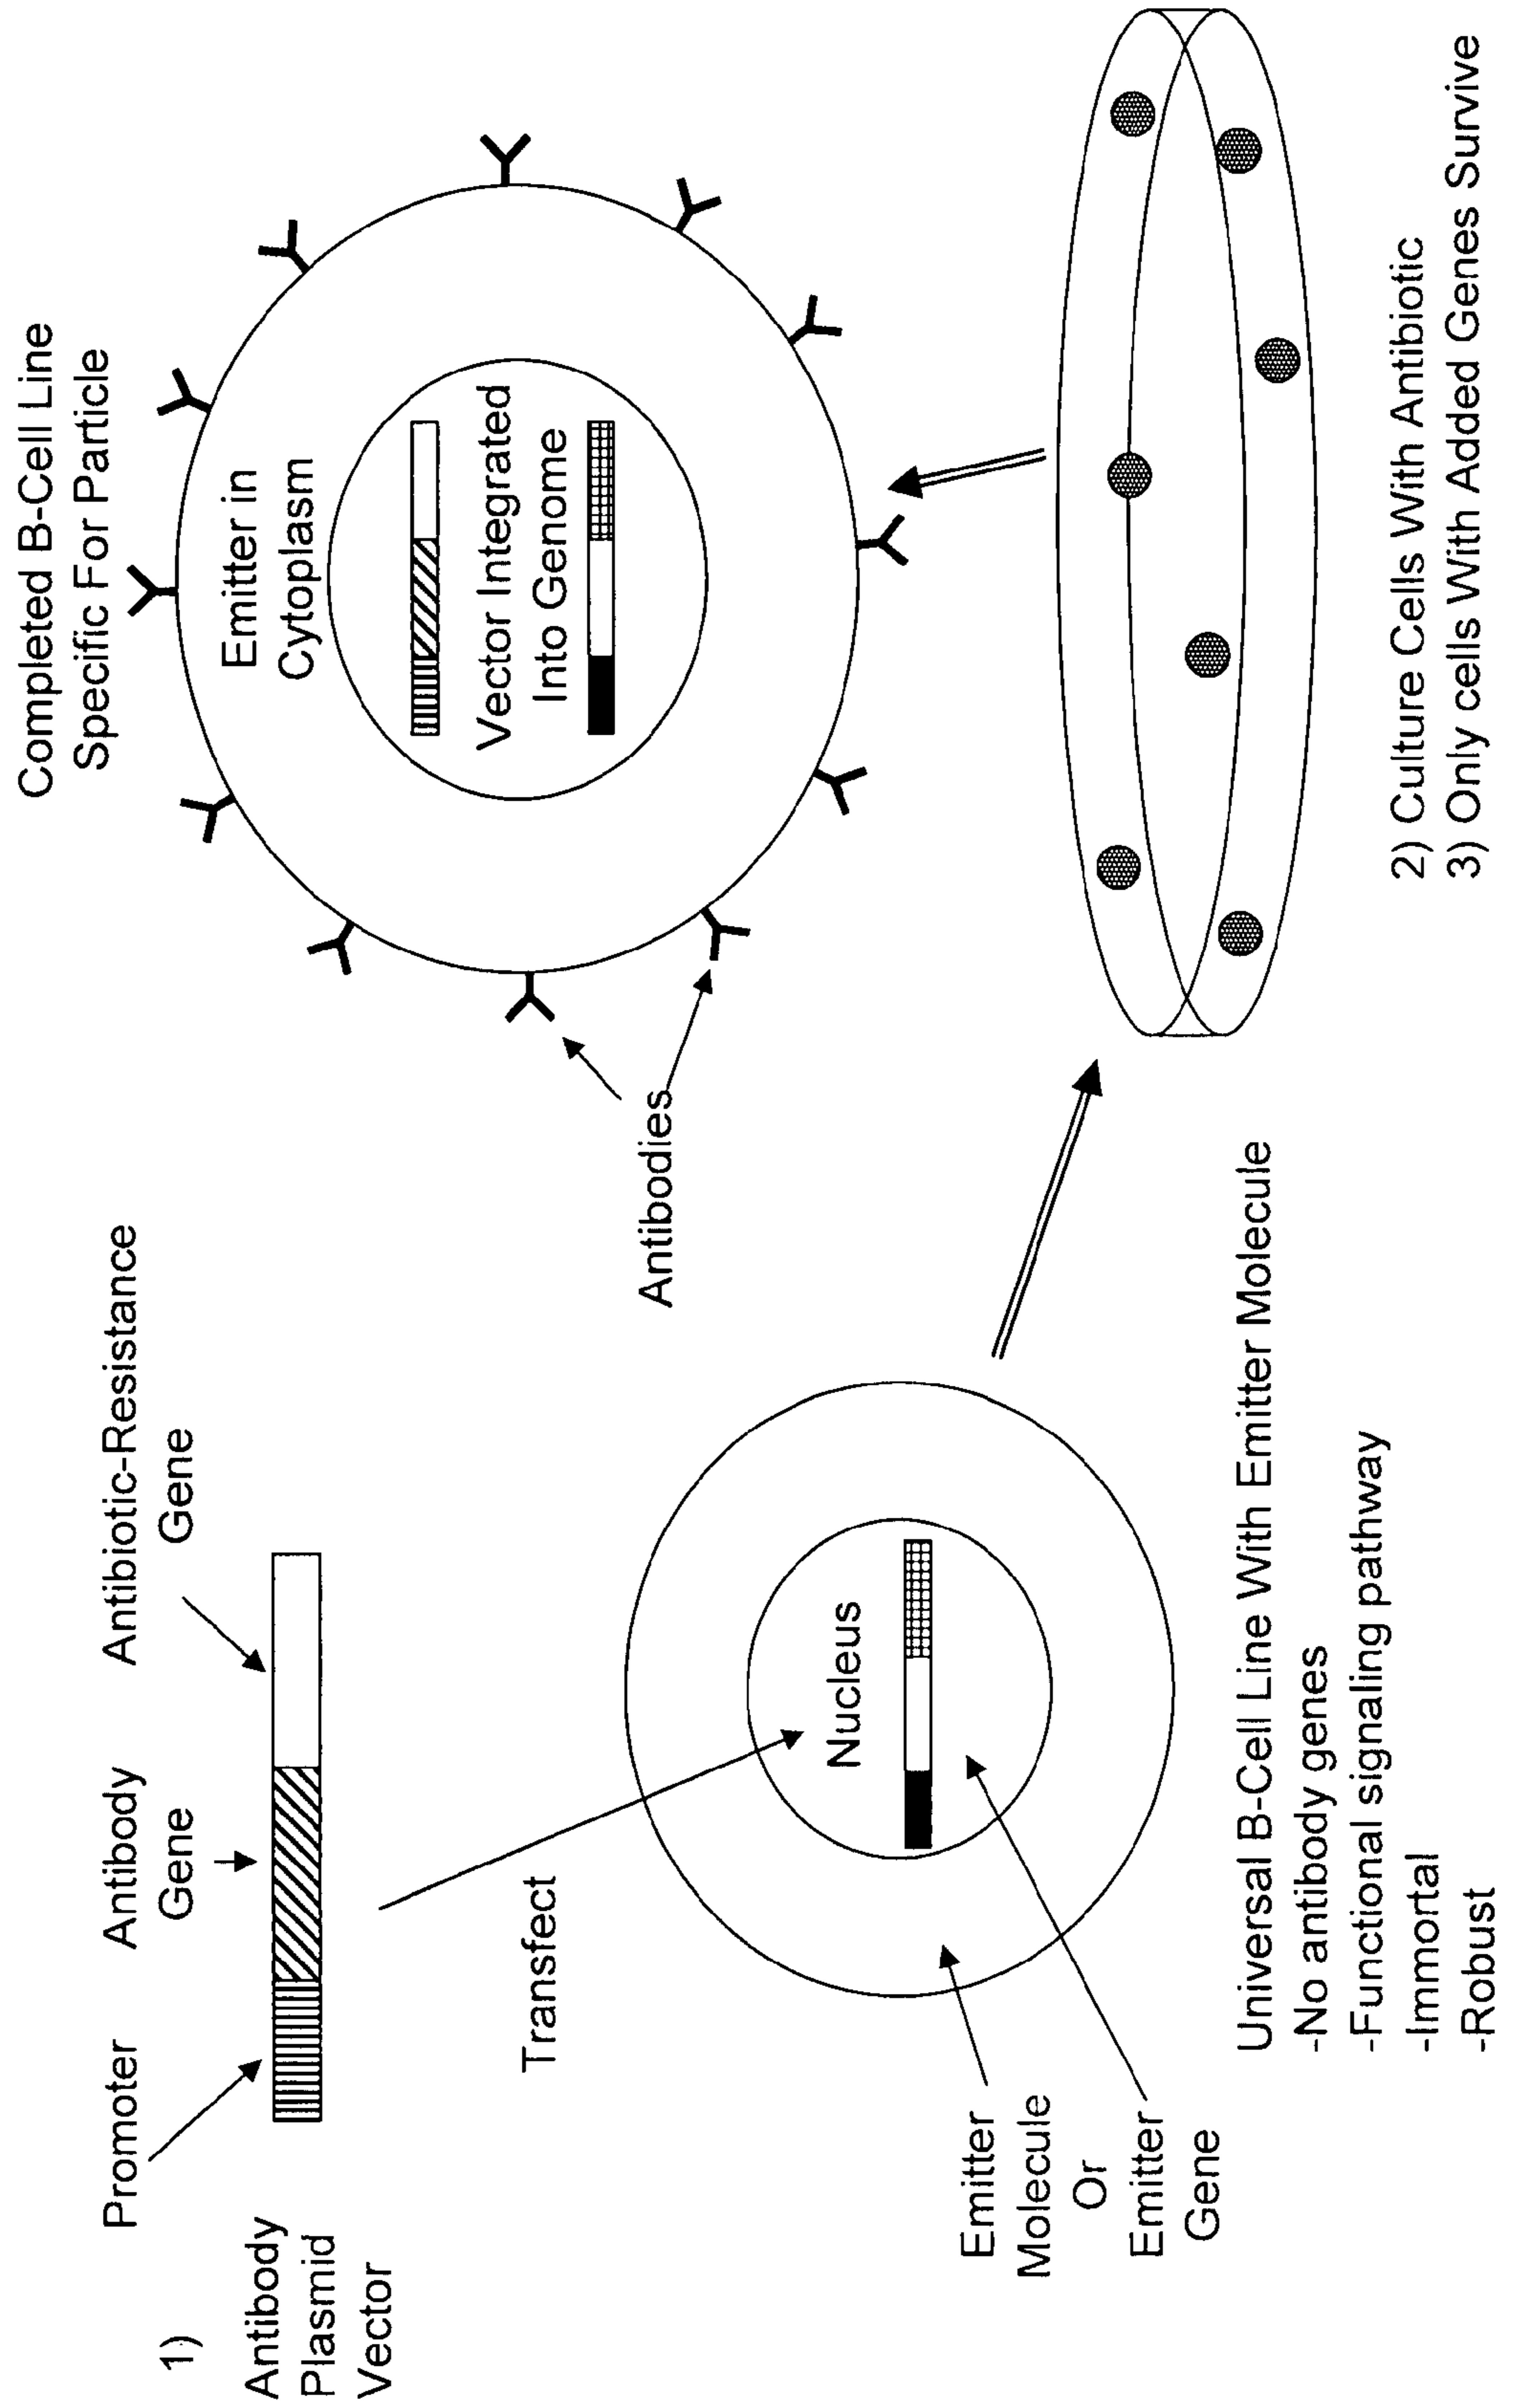 1)
Promoter
Antibody
Gene
Antibiotic-Resistance
Gene
Antibody
Plasmid
Vector
Transfect
Nucleus
Emitter
Molecule
Or
Emitter
Gene
Universal B-Cell Line With Emitter Molecule
-No antibody genes
-Functional signaling pathway
-Immortal
-Robust
Completed B-Cell Line
Specific For Particle
Emitter in
Cytoplasm
Vector Integrated
Into Genome
Antibodies
2) Culture Cells With Antibiotic
3) Only cells With Added Genes Survive